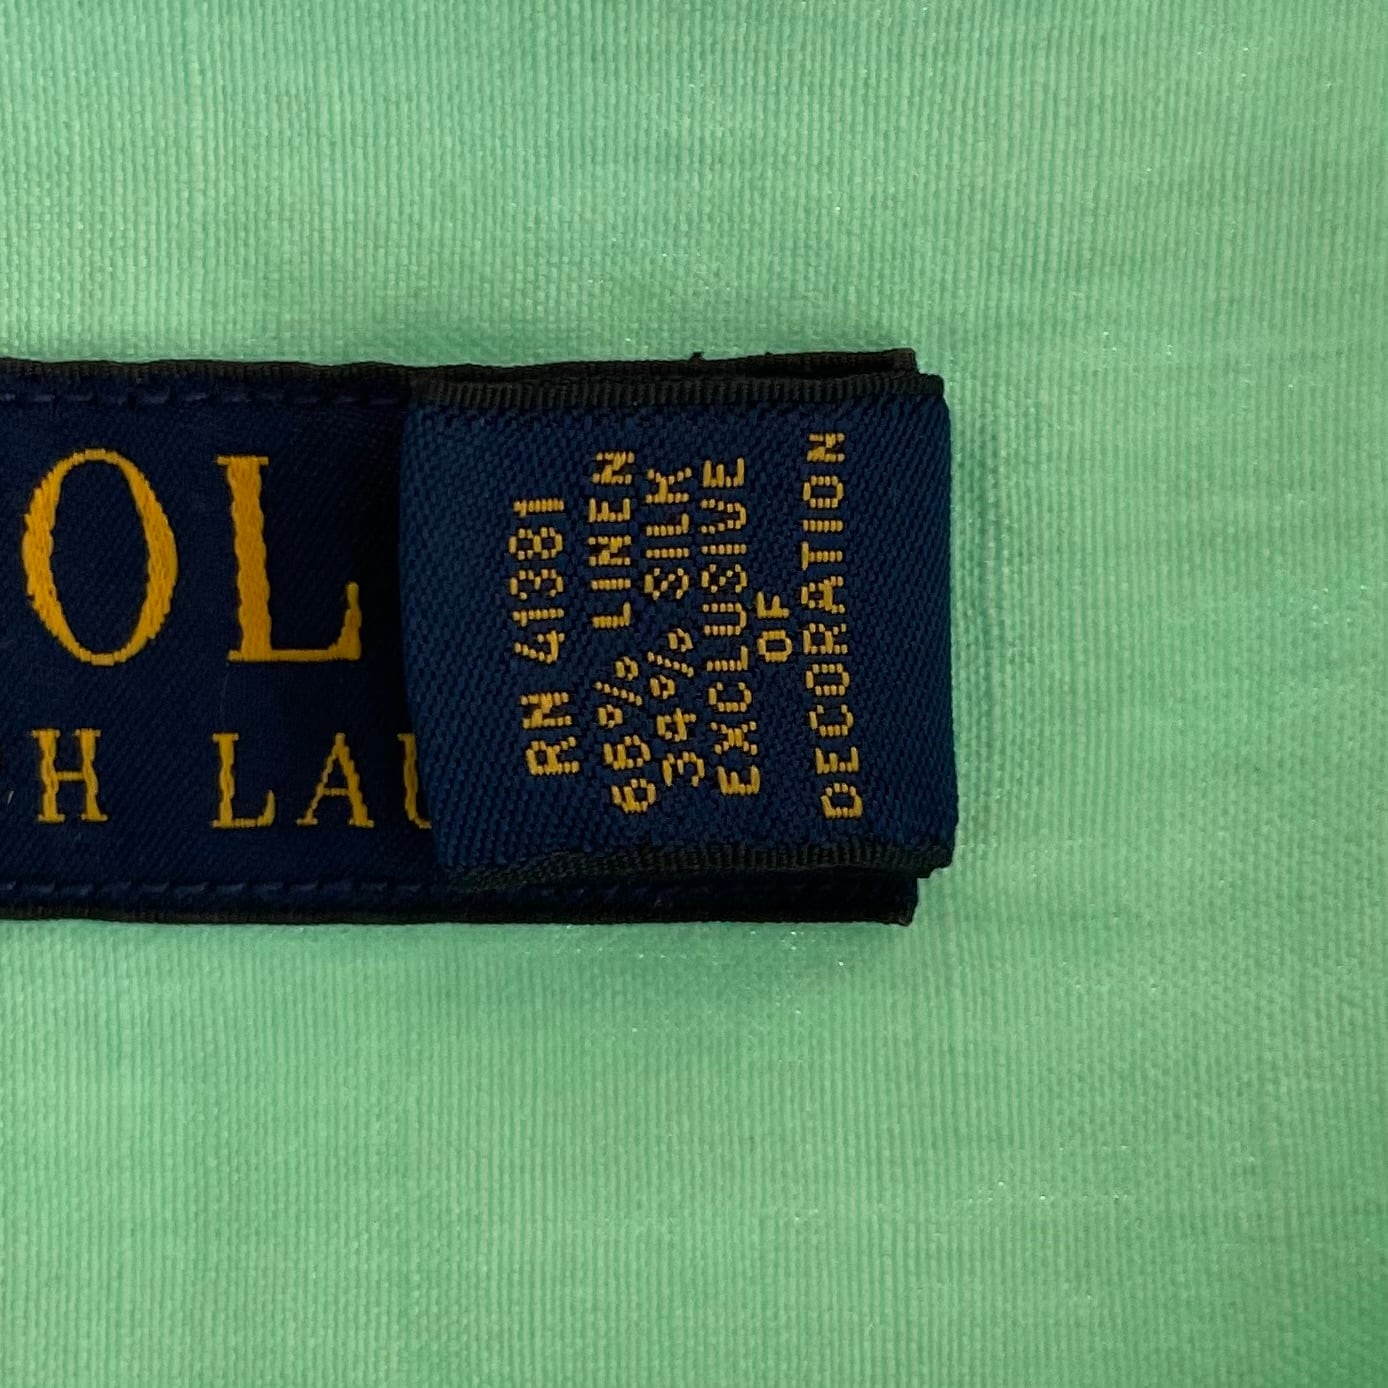 OL
H LAU
RN 41381
66% LINEN
34% SILK
EXCLUSIVE
OF
DECORATION